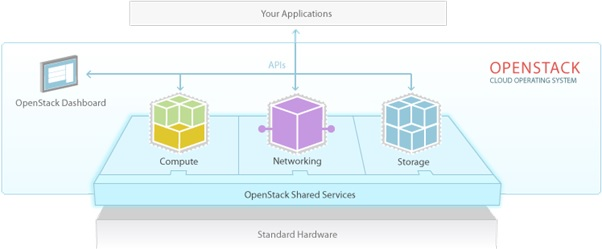 Your Applications
APIs
OPENSTACK
CLOUD OPERATING SYSTEM
OpenStack Dashboard
Compute
Networking
Storage
OpenStack Shared Services
Standard Hardware